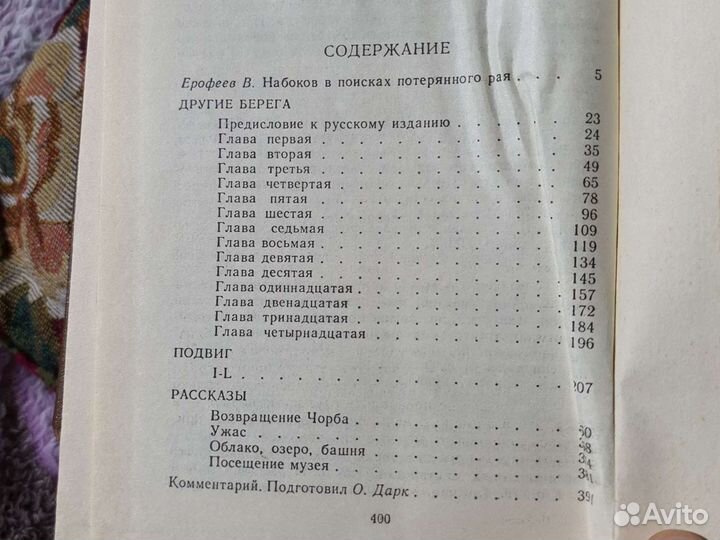 СОДЕРЖАНИЕ
Ерофеев В. Набоков в поисках потерянного рая . . . 5
ДРУГИЕ БЕРЕГА
Предисловие к русскому изданию . . . . . . 23
Глава первая . . . . . . . . . . . . 24
Глава вторая . . . . . . . . . . . . 35
Глава третья . . . . . . . . . . . . 49
Глава четвертая . . . . . . . . . . . 65
Глава пятая . . . . . . . . . . . . 78
Глава шестая . . . . . . . . . . . . 96
Глава седьмая . . . . . . . . . . . 109
Глава восьмая . . . . . . . . . . . 119
Глава девятая . . . . . . . . . . . 134
Глава десятая . . . . . . . . . . . 145
Глава одиннадцатая . . . . . . . . . . 157
Глава двенадцатая . . . . . . . . . . 172
Глава тринадцатая . . . . . . . . . . 184
Глава четырнадцатая . . . . . . . . . 196
ПОДВИГ
I-L . . . . . . . . . . . . . . 207
РАССКАЗЫ
Возвращение Чорба . . . . . . . . . .
Ужас . . . . . . . . . . . . . .
Облако, озеро, башня . . . . . . . . .
Посещение музея . . . . . . . . . . .
Комментарий. Подготовил О. Дарк . . . . . . .
400
Avito